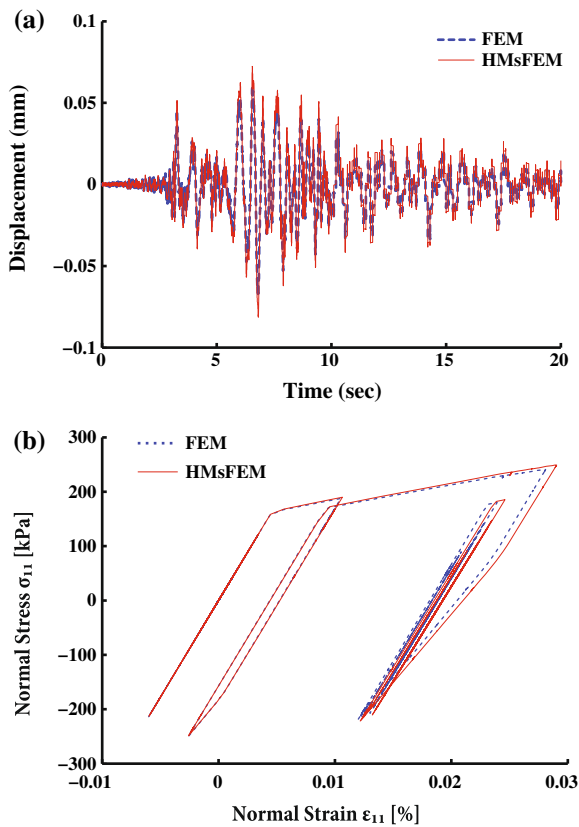 (a)
FEM
HMsFEM
0.1
0.05
0
−0.05
−0.1
Displacement (mm)
0 5 10 15 20
Time (sec)
(b)
FEM
HMsFEM
300
200
100
0
−100
−200
−300
Normal Stress σ11 [kPa]
−0.01 0 0.01 0.02 0.03
Normal Strain ε11 [%]